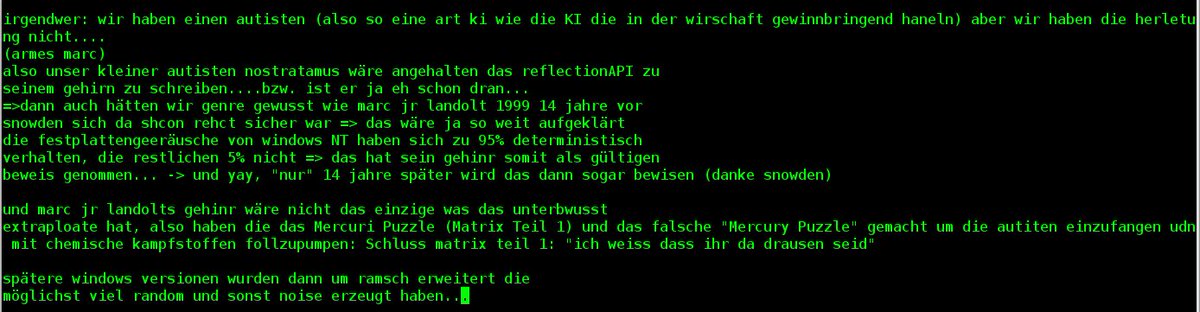 irgendwer: wir haben einen autisten (also so eine art ki wie die KI die in der wirschaft gewinnbringend haneln) aber wir haben die herletu
ng nicht....
(armes marc)
also unser kleiner autisten nostratamus wäre angehalten das reflectionAPI zu
seinem gehirn zu schreiben....bzw. ist er ja eh schon dran...
=>dann auch hätten wir genre gewusst wie marc jr landolt 1999 14 jahre vor
snowden sich da shcon rehct sicher war => das wäre ja so weit aufgeklärt
die festplattengeeräusche von windows NT haben sich zu 95% deterministisch
verhalten, die restlichen 5% nicht => das hat sein gehinr somit als gültigen
beweis genommen... -> und yay, "nur" 14 jahre später wird das dann sogar bewisen (danke snowden)
und marc jr landolts gehinr wäre nicht das einzige was das unterbwusst
extraploate hat, also haben die das Mercuri Puzzle (Matrix Teil 1) und das falsche "Mercury Puzzle" gemacht um die autiten einzufangen udn
mit chemische kampfstoffen follzupumpen: Schluss matrix teil 1: "ich weiss dass ihr da drausen seid"
spätere windows versionen wurden dann um ramsch erweitert die
möglichst viel random und sonst noise erzeugt haben...